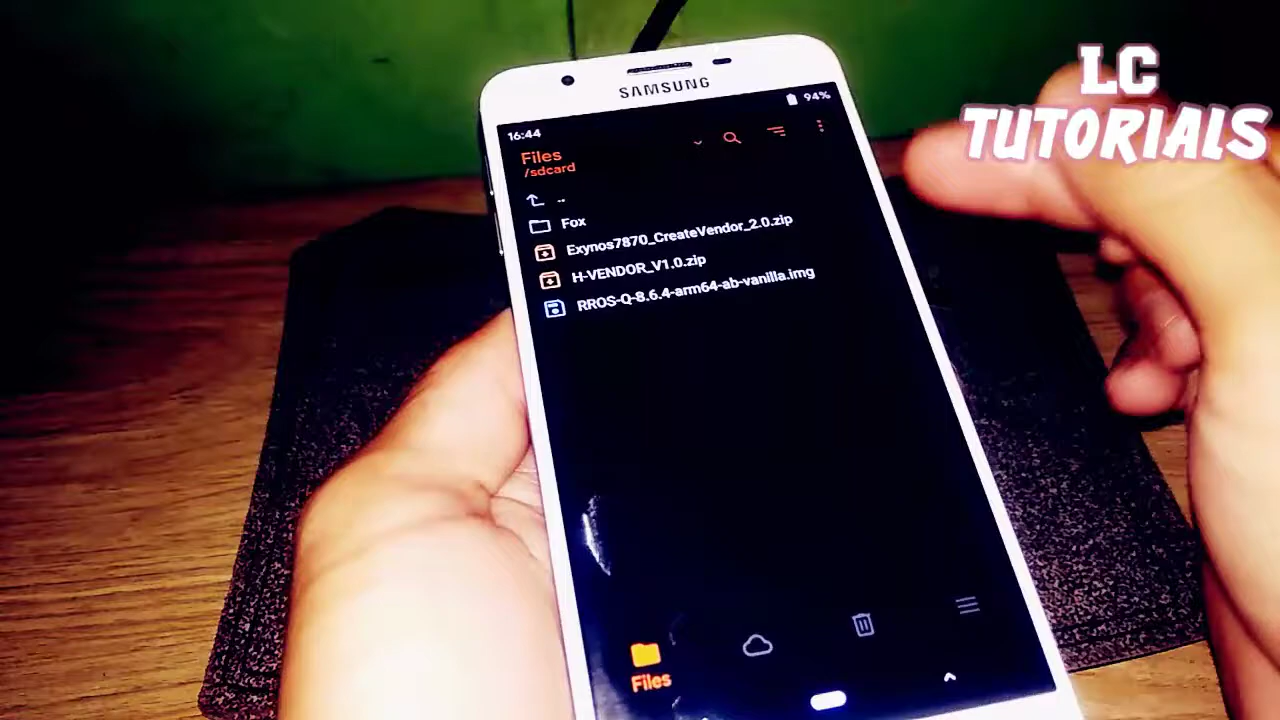 LC
TUTORIALS
SAMSUNG
16:44
94%
Files
/sdcard
..
Fox
Exynos7870_CreateVendor_2.0.zip
H-VENDOR_V1.0.zip
RROS-Q-8.6.4-arm64-ab-vanilla.img
Files